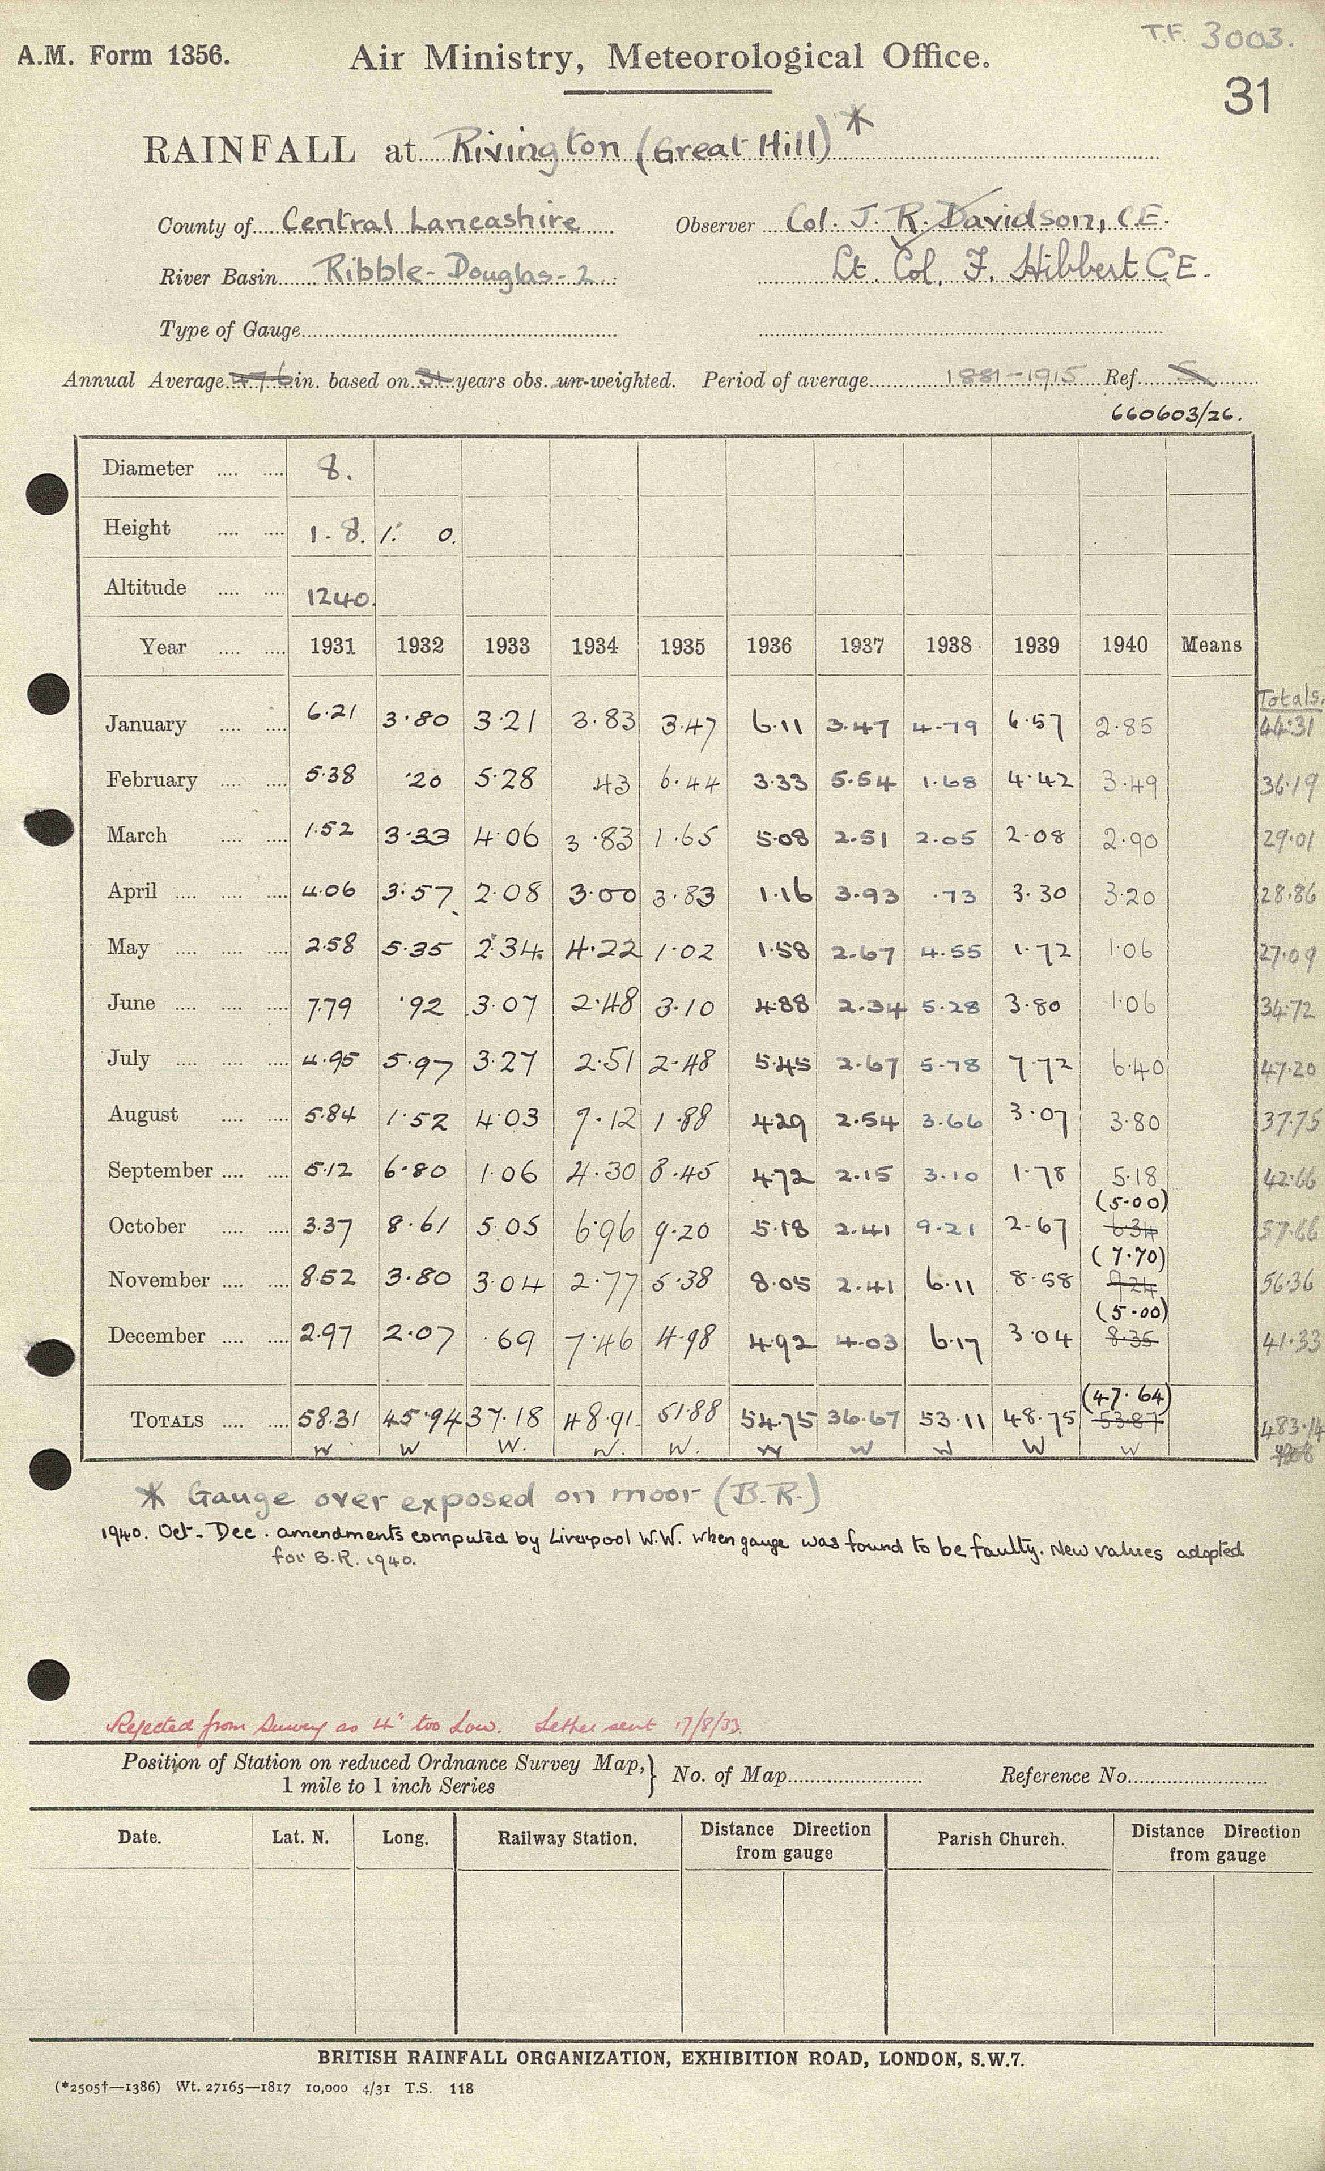 T.F. 3003.
A.M. Form 1356. Air Ministry, Meteorological Office.
31
RAINFALL at Rivington (Great Hill) *
County of Central Lancashire Observer Col. J. R. Davidson, C.E.
River Basin Ribble-Douglas-2 Lt. Col. F. Hibbert C.E.
Type of Gauge
Annual Average 47.6 in. based on 31 years obs. un-weighted. Period of average 1881-1915 Ref. 5
660603/26.
Diameter 8.
Height 1. 8. 1. 0.
Altitude 1240.
Year 1931 1932 1933 1934 1935 1936 1937 1938 1939 1940 Means
Totals.
January 6.21 3.80 3.21 3.83 3.47 6.11 3.47 4.79 6.57 2.85 44.31
February 5.38 .20 5.28 .43 6.44 3.33 5.54 1.68 4.42 3.49 36.19
March 1.52 3.33 4.06 3.83 1.65 5.08 2.51 2.05 2.08 2.90 29.01
April 4.06 3.57 2.08 3.00 3.83 1.16 3.93 .73 3.30 3.20 28.86
May 2.58 5.35 2.34 4.22 1.02 1.58 2.67 4.55 1.72 1.06 27.09
June 7.79 .92 3.07 2.48 3.10 4.88 2.34 5.28 3.80 1.06 34.72
July 4.95 5.97 3.27 2.51 2.48 5.45 2.67 5.78 7.72 6.40 47.20
August 5.84 1.52 4.03 7.12 1.88 4.29 2.54 3.66 3.07 3.80 37.75
September 5.12 6.80 1.06 4.30 8.45 4.72 2.15 3.10 1.78 5.18 42.66
(5.00)
October 3.37 8.61 5.05 6.96 9.20 5.18 2.41 9.21 2.67 6.34 57.66
(7.70)
November 8.52 3.80 3.04 2.77 5.38 8.05 2.41 6.11 8.58 9.24 56.36
(5.00)
December 2.97 2.07 .69 7.46 4.98 4.92 4.03 6.17 3.04 8.35 41.33
(47.64)
TOTALS 58.31 45.94 37.18 48.91 51.88 54.75 36.67 53.11 48.75 53.87 483.14
W W W. W. W. W W W W W
* Gauge over exposed on moor (B.R.)
1940. Oct-Dec. amendments computed by Liverpool W.W. when gauge was found to be faulty. New values adopted
for B.R. 1940.
Rejected from Survey as 4" too Low. Letter sent 17/8/33.
Position of Station on reduced Ordnance Survey Map, } No. of Map Reference No.
1 mile to 1 inch Series
Date. Lat. N. Long. Railway Station. Distance Direction from gauge Parish Church. Distance Direction from gauge
BRITISH RAINFALL ORGANIZATION, EXHIBITION ROAD, LONDON, S.W.7.
(*2505†—1386) Wt. 27165—1817 10,000 4/31 T.S. 118